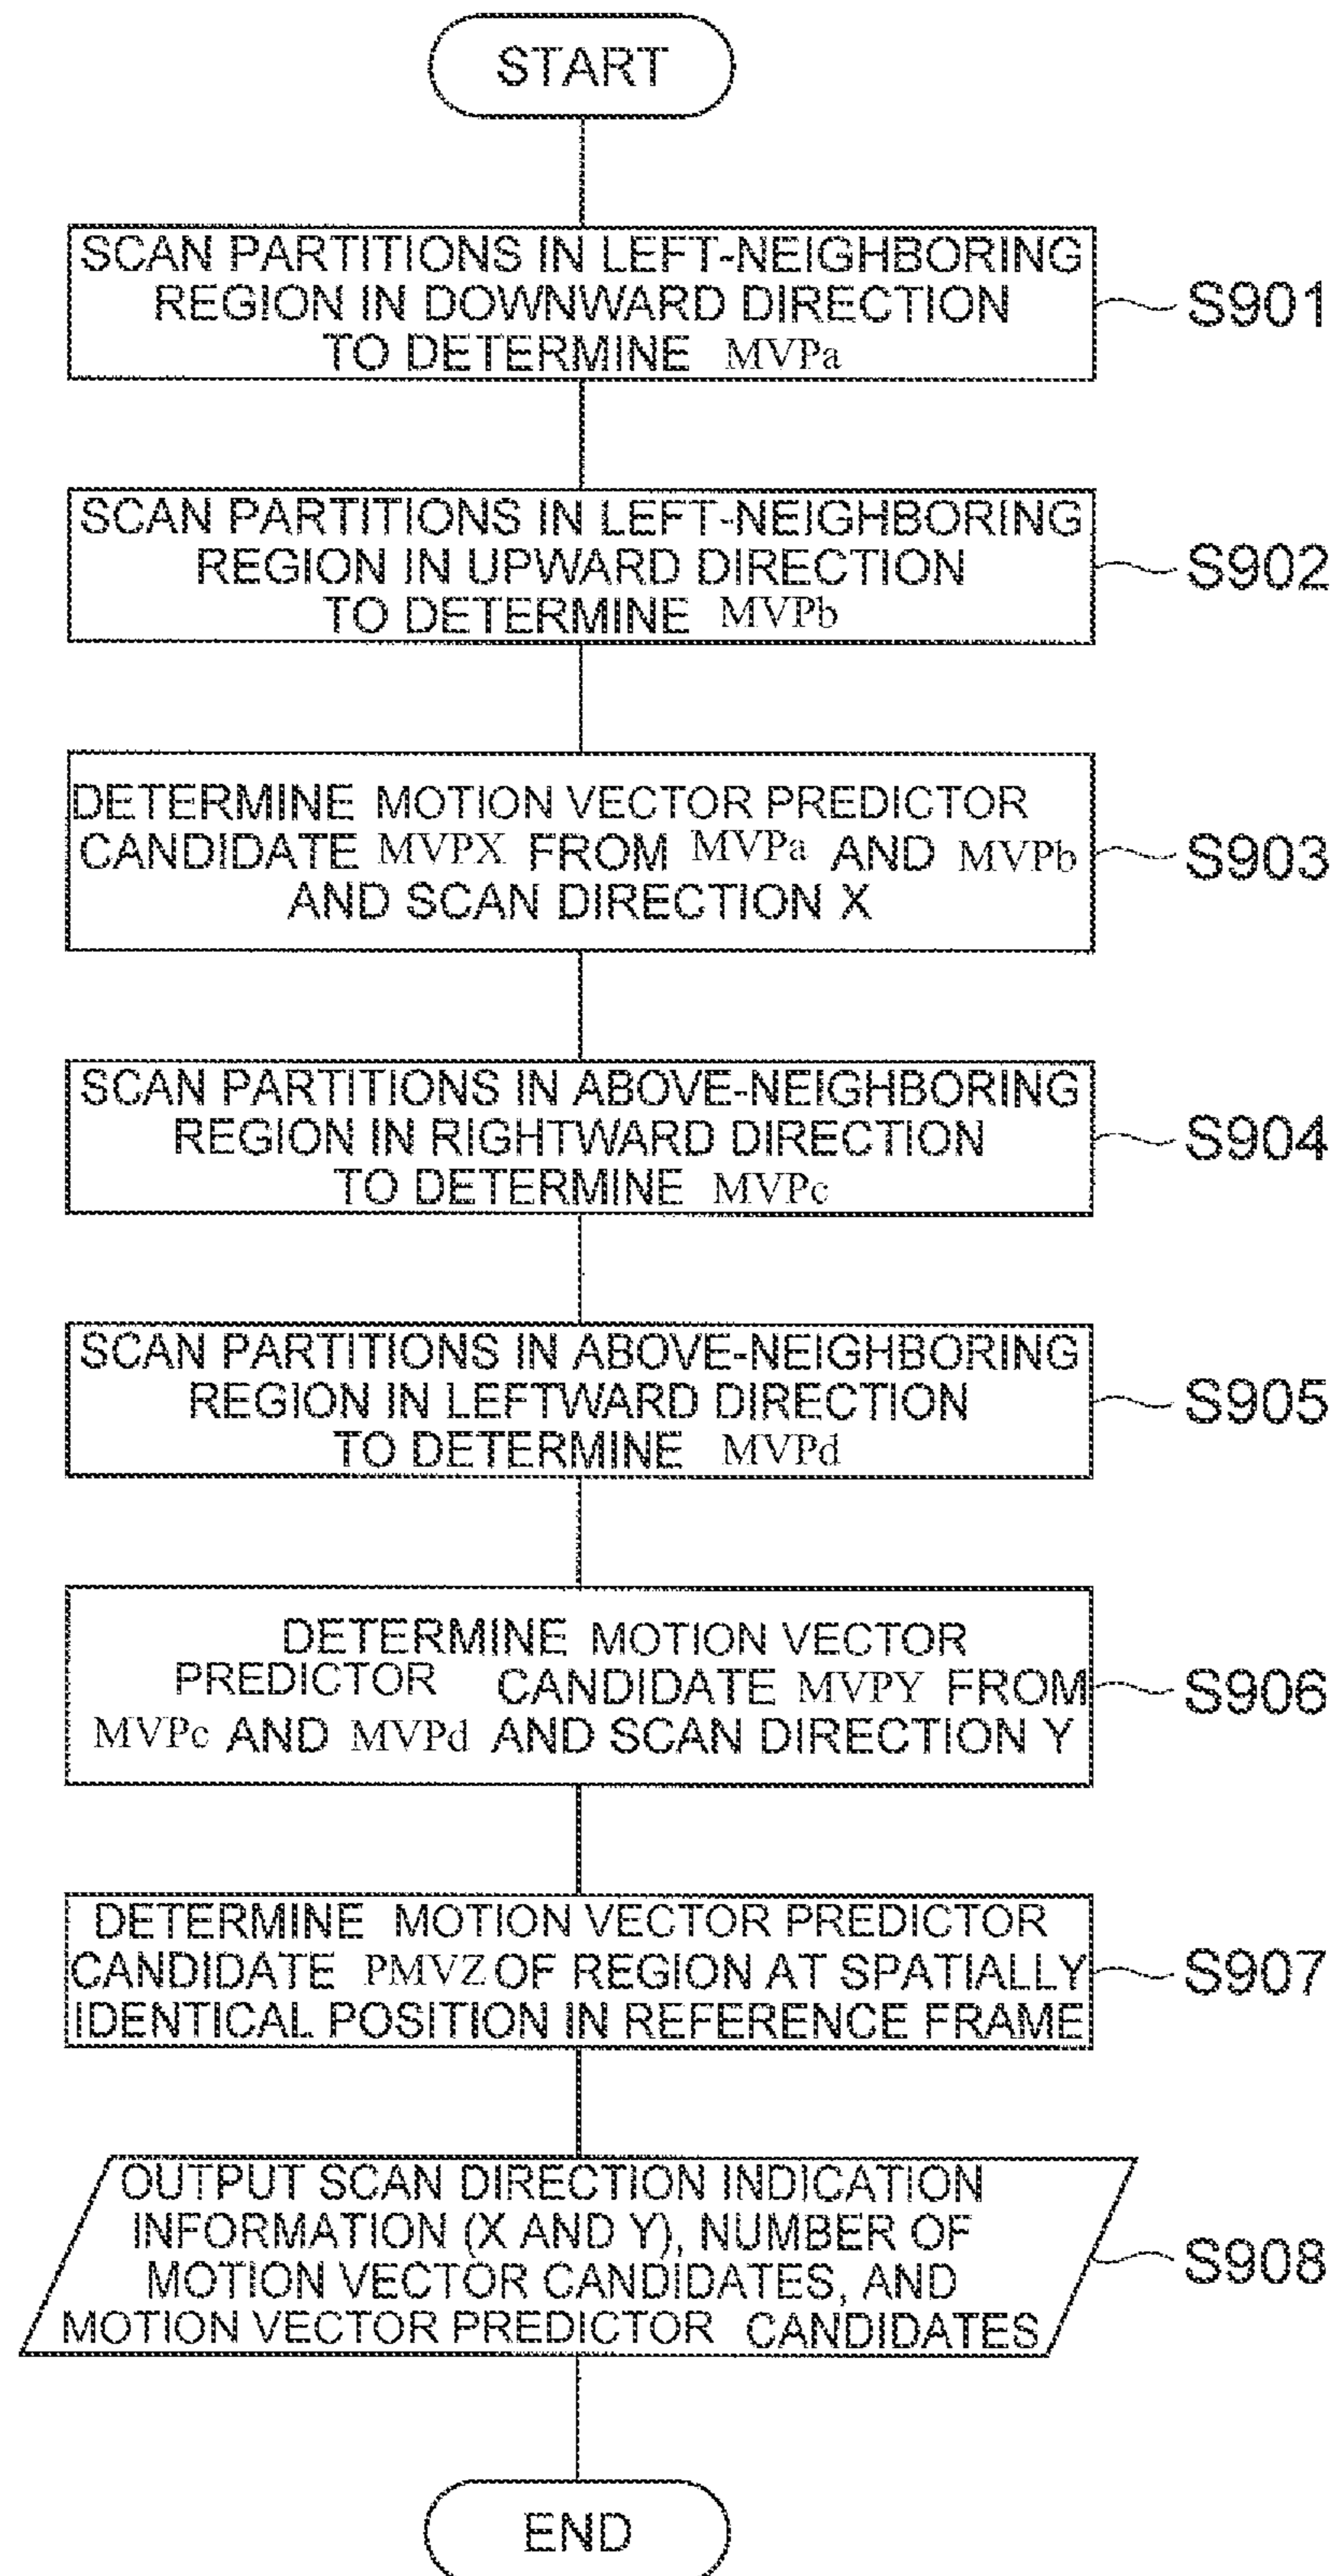 START
SCAN PARTITIONS IN LEFT-NEIGHBORING
REGION IN DOWNWARD DIRECTION
TO DETERMINE MVPa
S901
SCAN PARTITIONS IN LEFT-NEIGHBORING
REGION IN UPWARD DIRECTION
TO DETERMINE MVPb
S902
DETERMINE MOTION VECTOR PREDICTOR
CANDIDATE MVPX FROM MVPa AND MVPb
AND SCAN DIRECTION X
S903
SCAN PARTITIONS IN ABOVE-NEIGHBORING
REGION IN RIGHTWARD DIRECTION
TO DETERMINE MVPc
S904
SCAN PARTITIONS IN ABOVE-NEIGHBORING
REGION IN LEFTWARD DIRECTION
TO DETERMINE MVPd
S905
DETERMINE MOTION VECTOR
PREDICTOR CANDIDATE MVPY FROM
MVPc AND MVPd AND SCAN DIRECTION Y
S906
DETERMINE MOTION VECTOR PREDICTOR
CANDIDATE PMVZ OF REGION AT SPATIALLY
IDENTICAL POSITION IN REFERENCE FRAME
S907
OUTPUT SCAN DIRECTION INDICATION
INFORMATION (X AND Y), NUMBER OF
MOTION VECTOR CANDIDATES, AND
MOTION VECTOR PREDICTOR CANDIDATES
S908
END